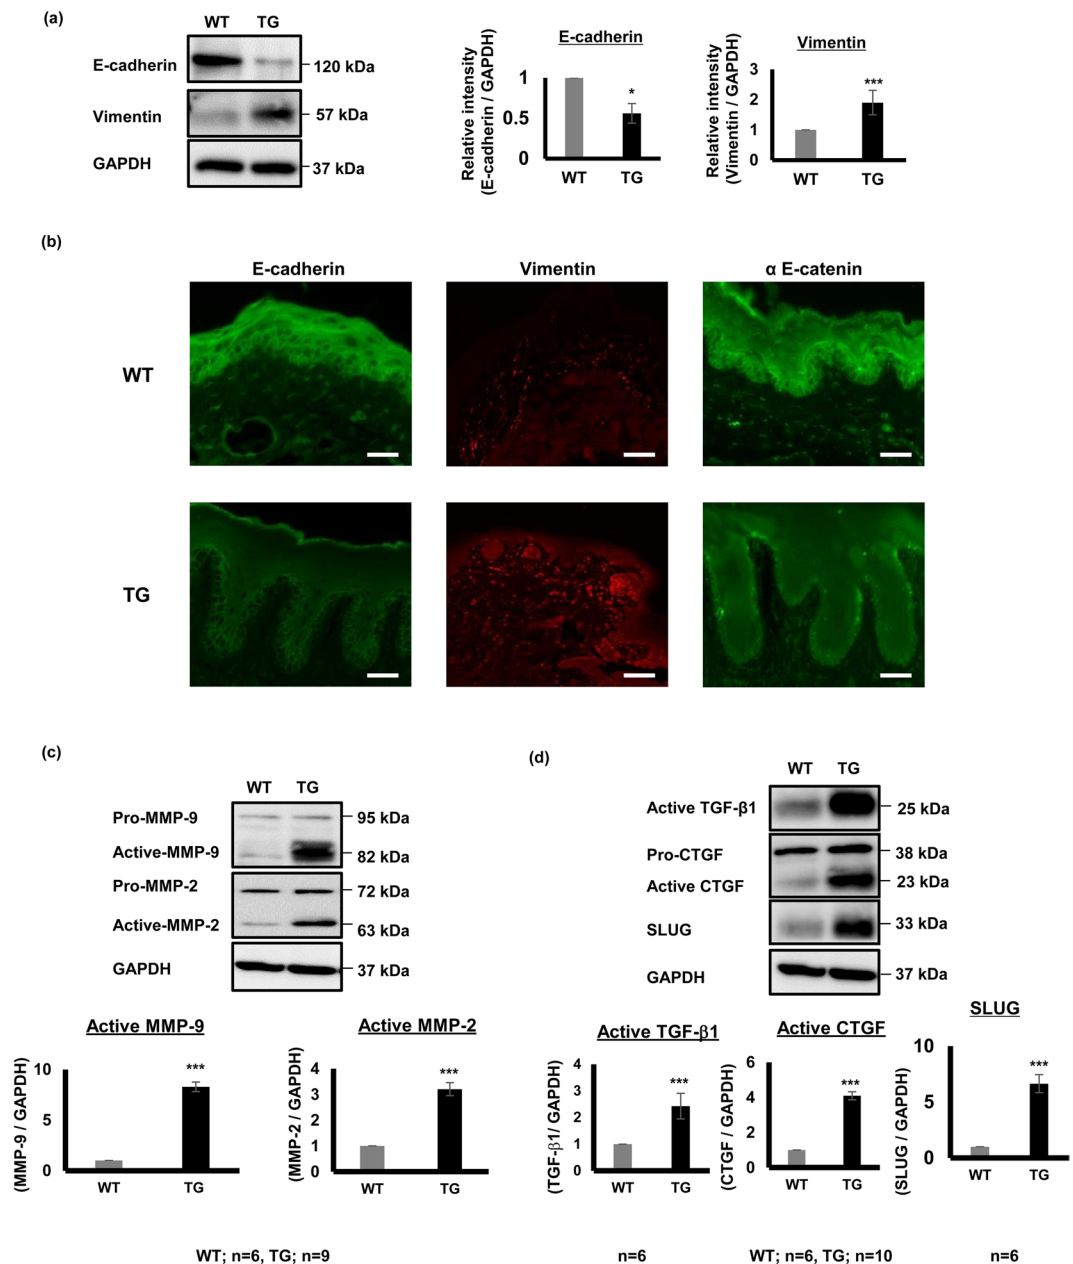 (a)
WT TG
E-cadherin
120 kDa
Vimentin
57 kDa
GAPDH
37 kDa
E-cadherin
Relative intensity
(E-cadherin / GAPDH)
1
0.5
0
*
WT TG
Vimentin
Relative intensity
(Vimentin / GAPDH)
3
2
1
0
***
WT TG
(b)
E-cadherin Vimentin α E-catenin
WT
TG
(c)
WT TG
Pro-MMP-9
95 kDa
Active-MMP-9
82 kDa
Pro-MMP-2
72 kDa
Active-MMP-2
63 kDa
GAPDH
37 kDa
Active MMP-9
(MMP-9 / GAPDH)
10
5
0
***
WT TG
Active MMP-2
(MMP-2 / GAPDH)
4
3
2
1
0
***
WT TG
WT; n=6, TG; n=9
(d)
WT TG
Active TGF-β1
25 kDa
Pro-CTGF
38 kDa
Active CTGF
23 kDa
SLUG
33 kDa
GAPDH
37 kDa
Active TGF-β1
(TGF-β1/ GAPDH)
4
3
2
1
0
***
WT TG
n=6
Active CTGF
(CTGF / GAPDH)
6
4
2
0
***
WT TG
WT; n=6, TG; n=10
SLUG
(SLUG / GAPDH)
10
5
0
***
WT TG
n=6